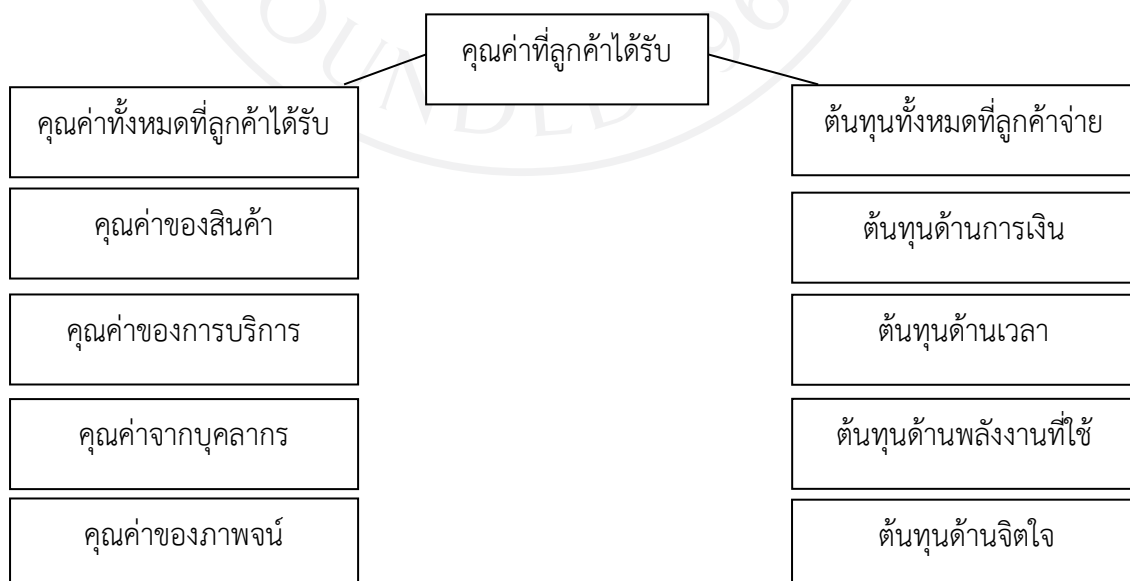 คุณค่าที่ลูกค้าได้รับ
คุณค่าทั้งหมดที่ลูกค้าได้รับ
ต้นทุนทั้งหมดที่ลูกค้าจ่าย
คุณค่าของสินค้า
ต้นทุนด้านการเงิน
คุณค่าของการบริการ
ต้นทุนด้านเวลา
คุณค่าจากบุคลากร
ต้นทุนด้านพลังงานที่ใช้
คุณค่าของภาพจน์
ต้นทุนด้านจิตใจ